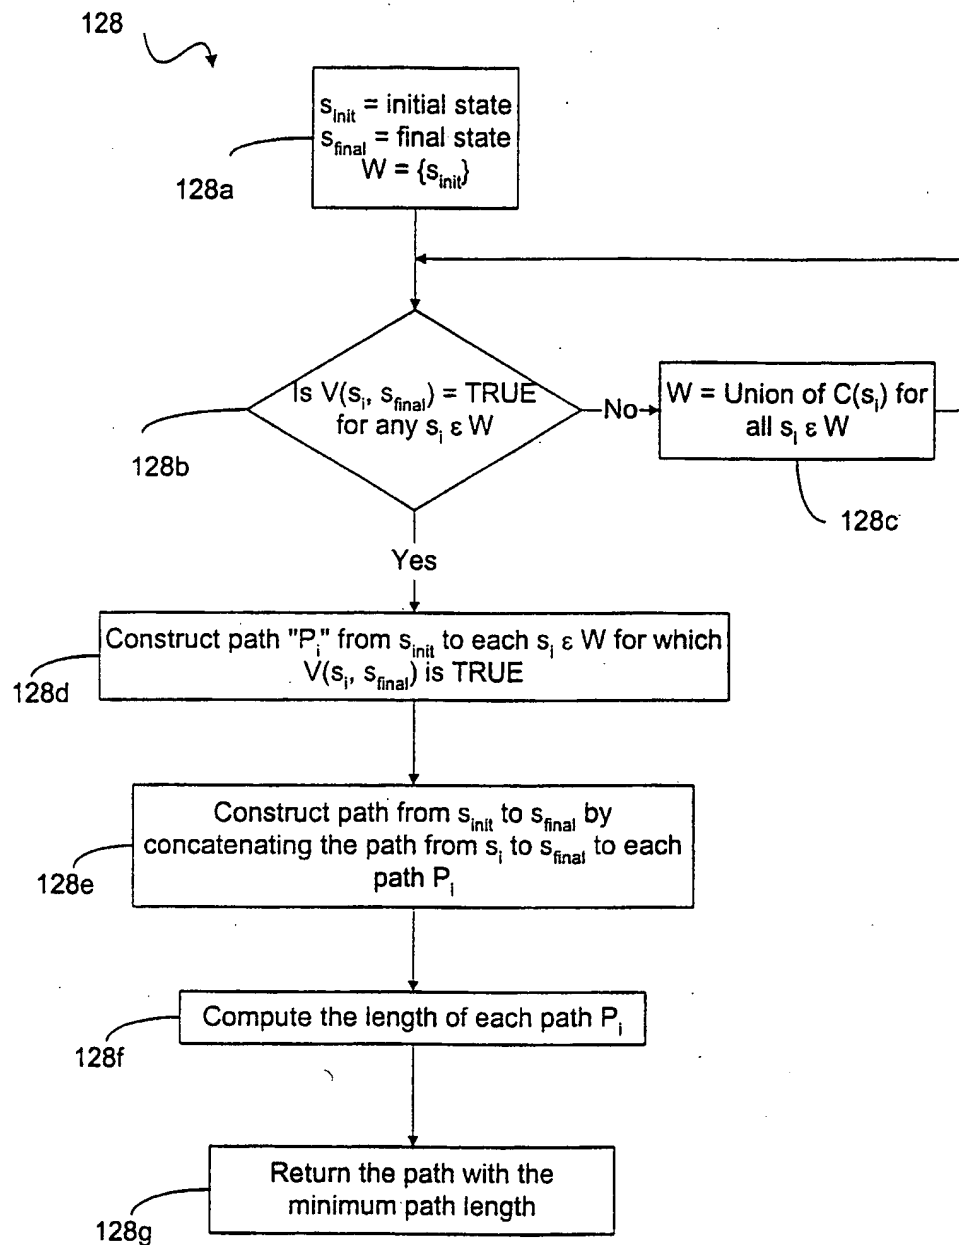 128
s_init = initial state
s_final = final state
W = {s_init}
128a
Is V(s_i, s_final) = TRUE
for any s_i ε W
128b
No
W = Union of C(s_i) for
all s_i ε W
128c
Yes
Construct path "P_i" from s_init to each s_i ε W for which
V(s_i, s_final) is TRUE
128d
Construct path from s_init to s_final by
concatenating the path from s_i to s_final to each
path P_i
128e
Compute the length of each path P_i
128f
Return the path with the
minimum path length
128g